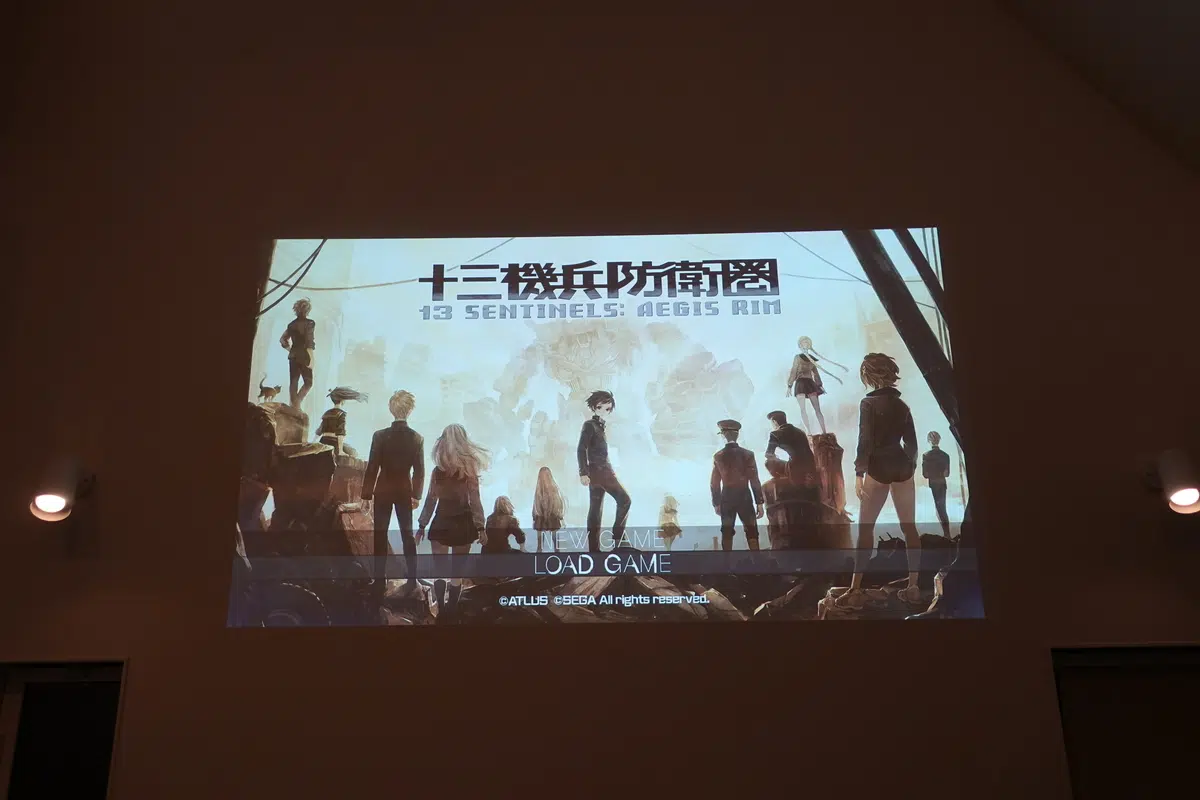 十三機兵防衛圏
13 SENTINELS: AEGIS RIM
NEW GAME
LOAD GAME
©ATLUS ©SEGA All rights reserved.